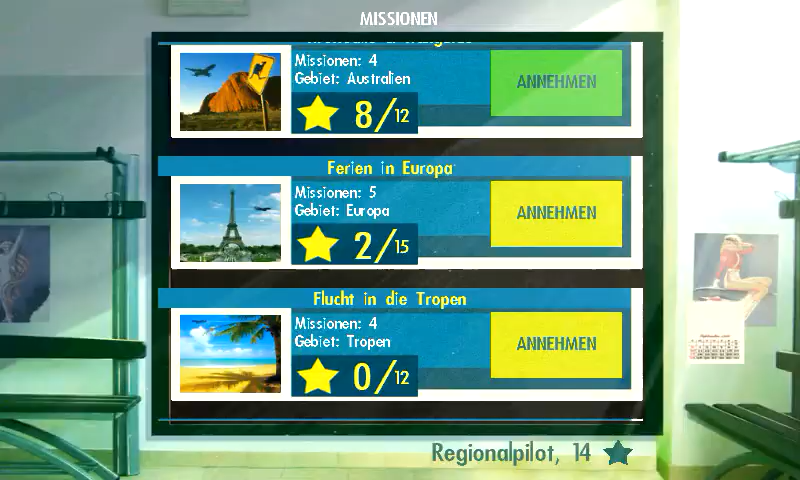 MISSIONEN
Missionen: 4
Gebiet: Australien
8/12
ANNEHMEN
Ferien in Europa
Missionen: 5
Gebiet: Europa
2/15
ANNEHMEN
Flucht in die Tropen
Missionen: 4
Gebiet: Tropen
0/12
ANNEHMEN
Regionalpilot, 14